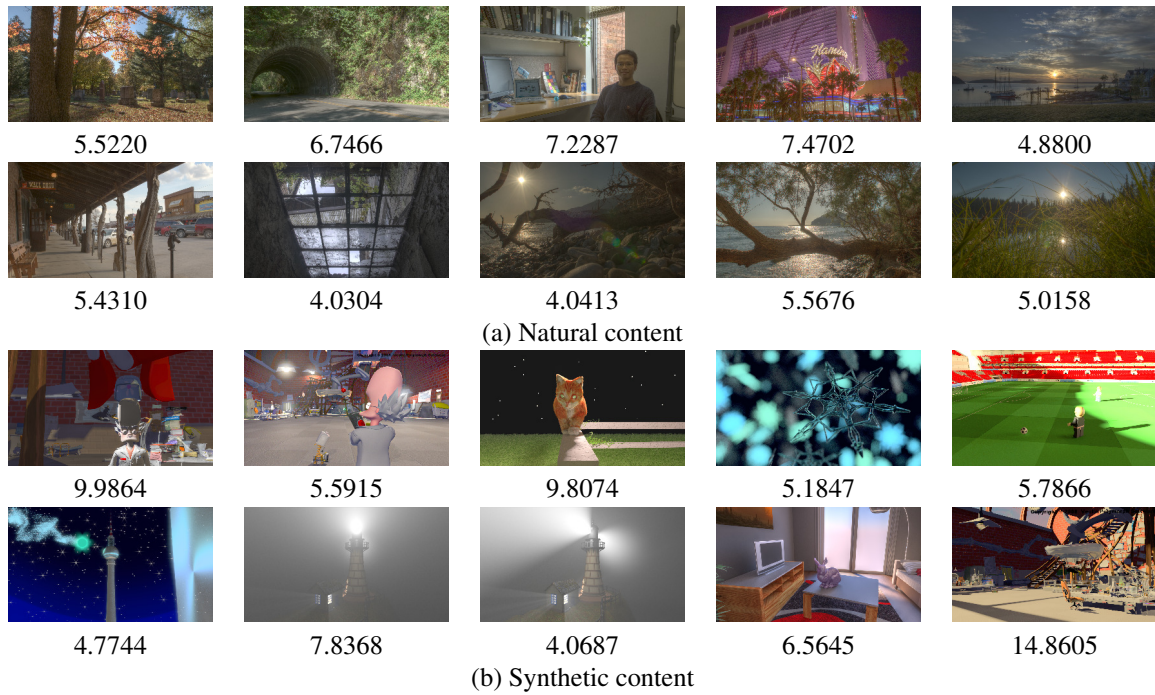 Flamingo
5.5220 6.7466 7.2287 7.4702 4.8800
5.4310 4.0304 4.0413 5.5676 5.0158
(a) Natural content
9.9864 5.5915 9.8074 5.1847 5.7866
4.7744 7.8368 4.0687 6.5645 14.8605
(b) Synthetic content